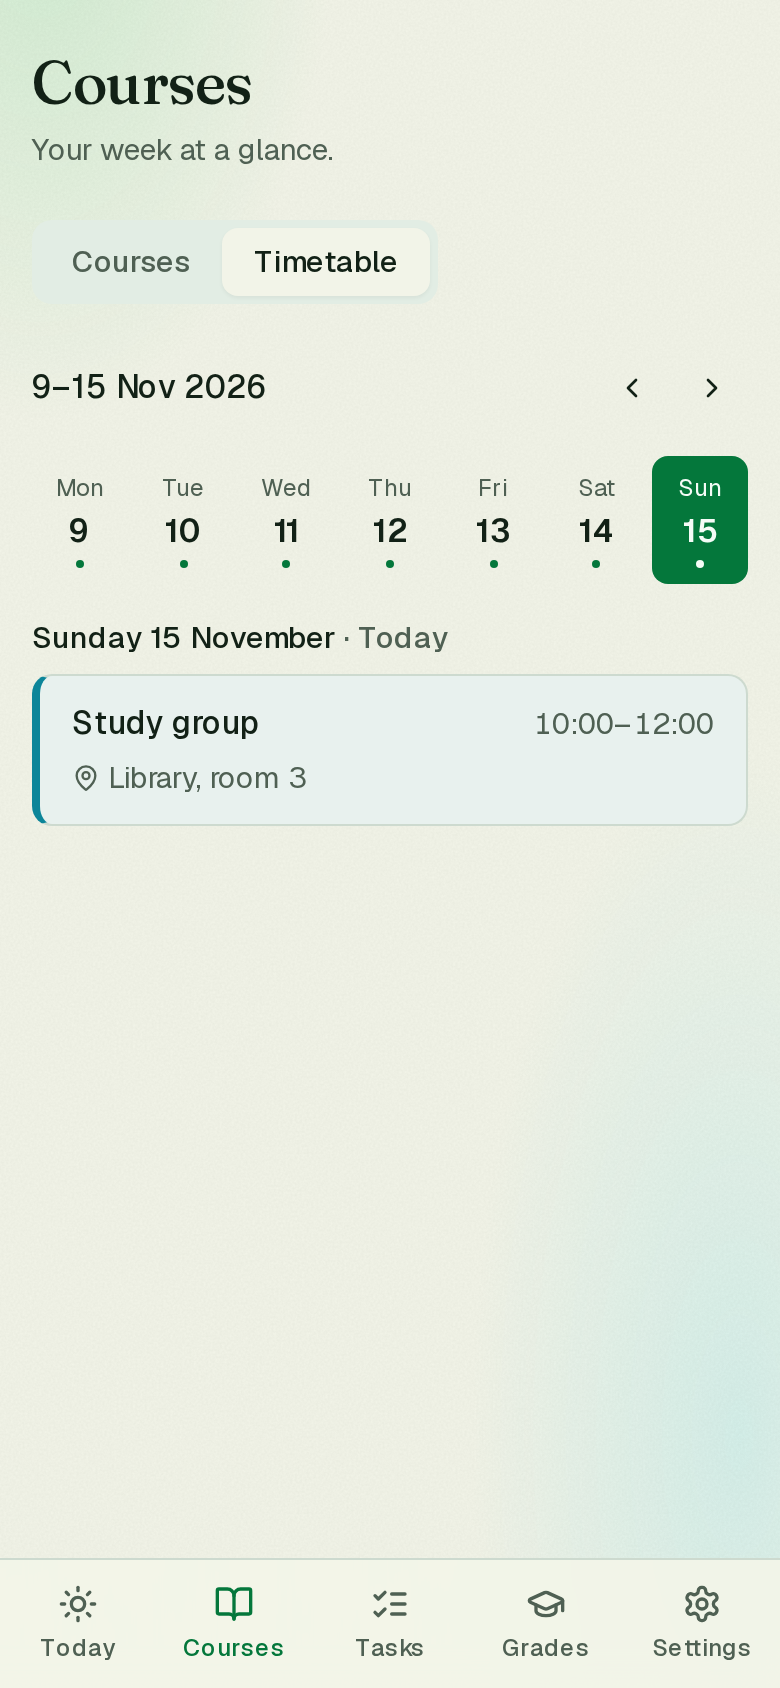 Courses
Your week at a glance.
Courses Timetable
9–15 Nov 2026
Mon Tue Wed Thu Fri Sat Sun
9 10 11 12 13 14 15
Sunday 15 November · Today
Study group 10:00–12:00
Library, room 3
Today Courses Tasks Grades Settings